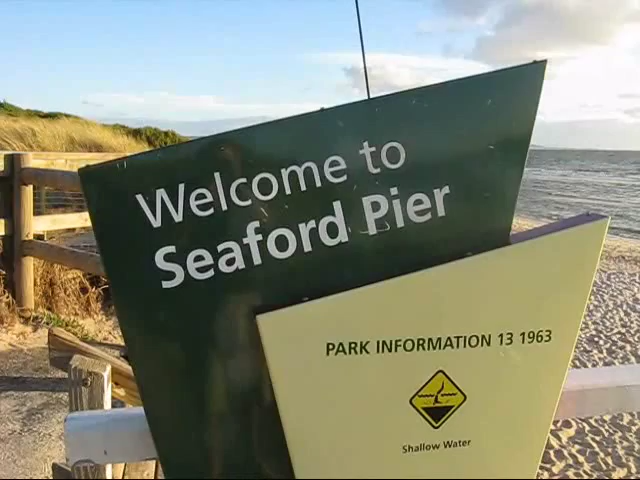 Welcome to
Seaford Pier
PARK INFORMATION 13 1963
Shallow Water